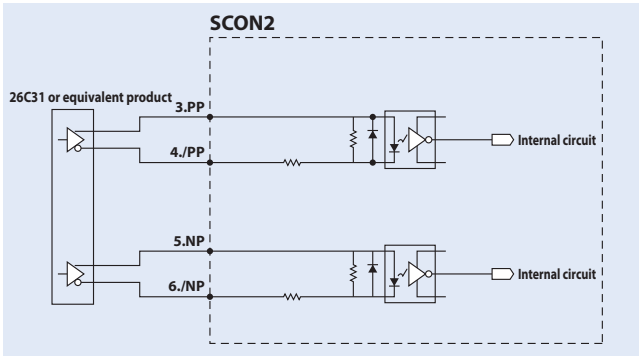 SCON2
26C31 or equivalent product
3.PP
4./PP
Internal circuit
5.NP
6./NP
Internal circuit